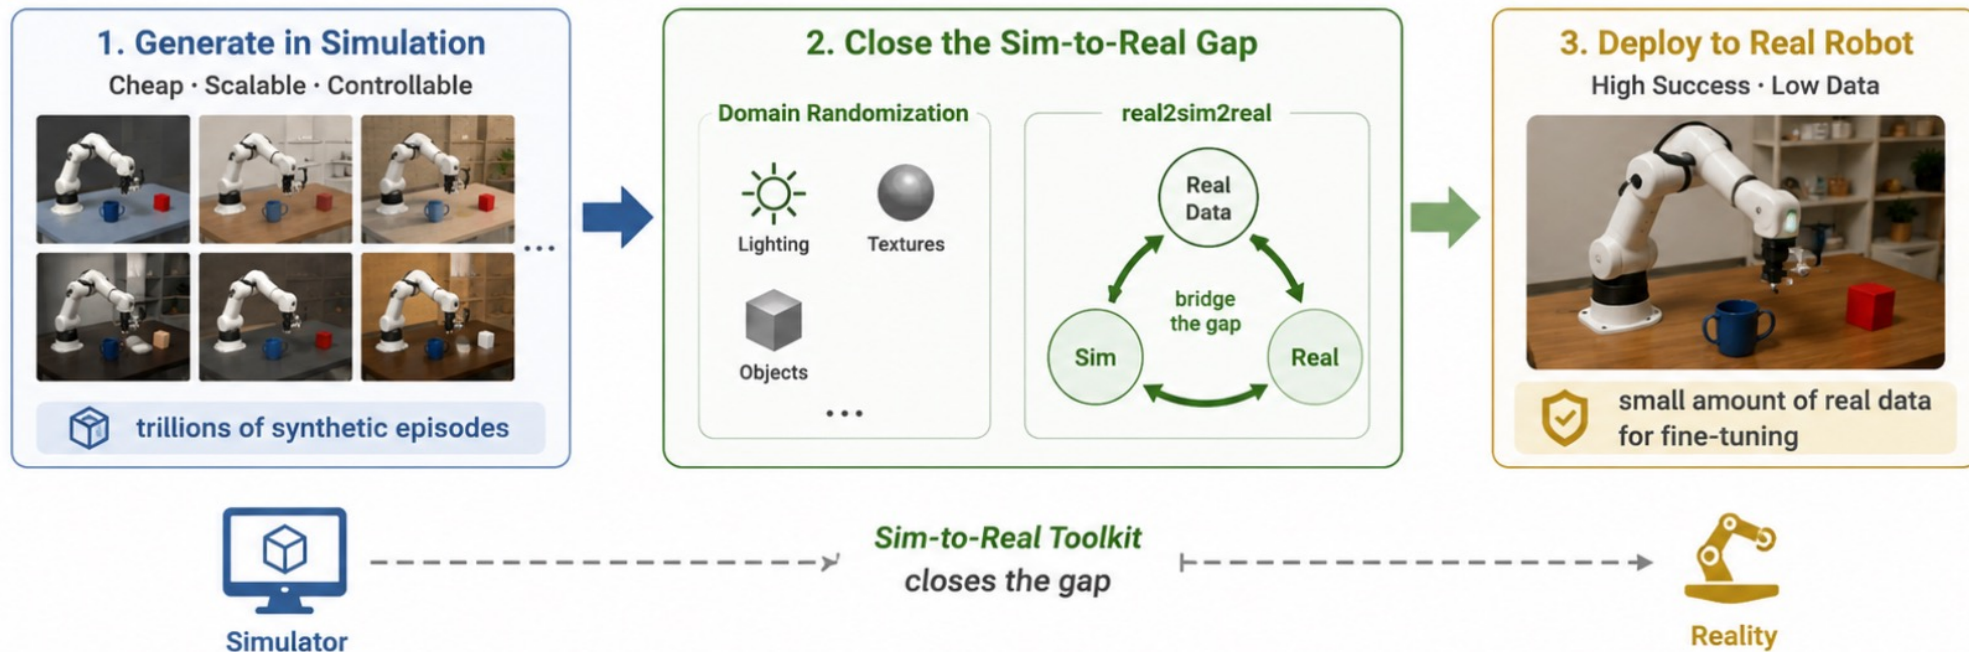 1. Generate in Simulation
Cheap · Scalable · Controllable
...
trillions of synthetic episodes
2. Close the Sim-to-Real Gap
Domain Randomization
Lighting
Textures
Objects
...
real2sim2real
Real
Data
bridge
the gap
Sim
Real
3. Deploy to Real Robot
High Success · Low Data
small amount of real data
for fine-tuning
Simulator
Sim-to-Real Toolkit
closes the gap
Reality